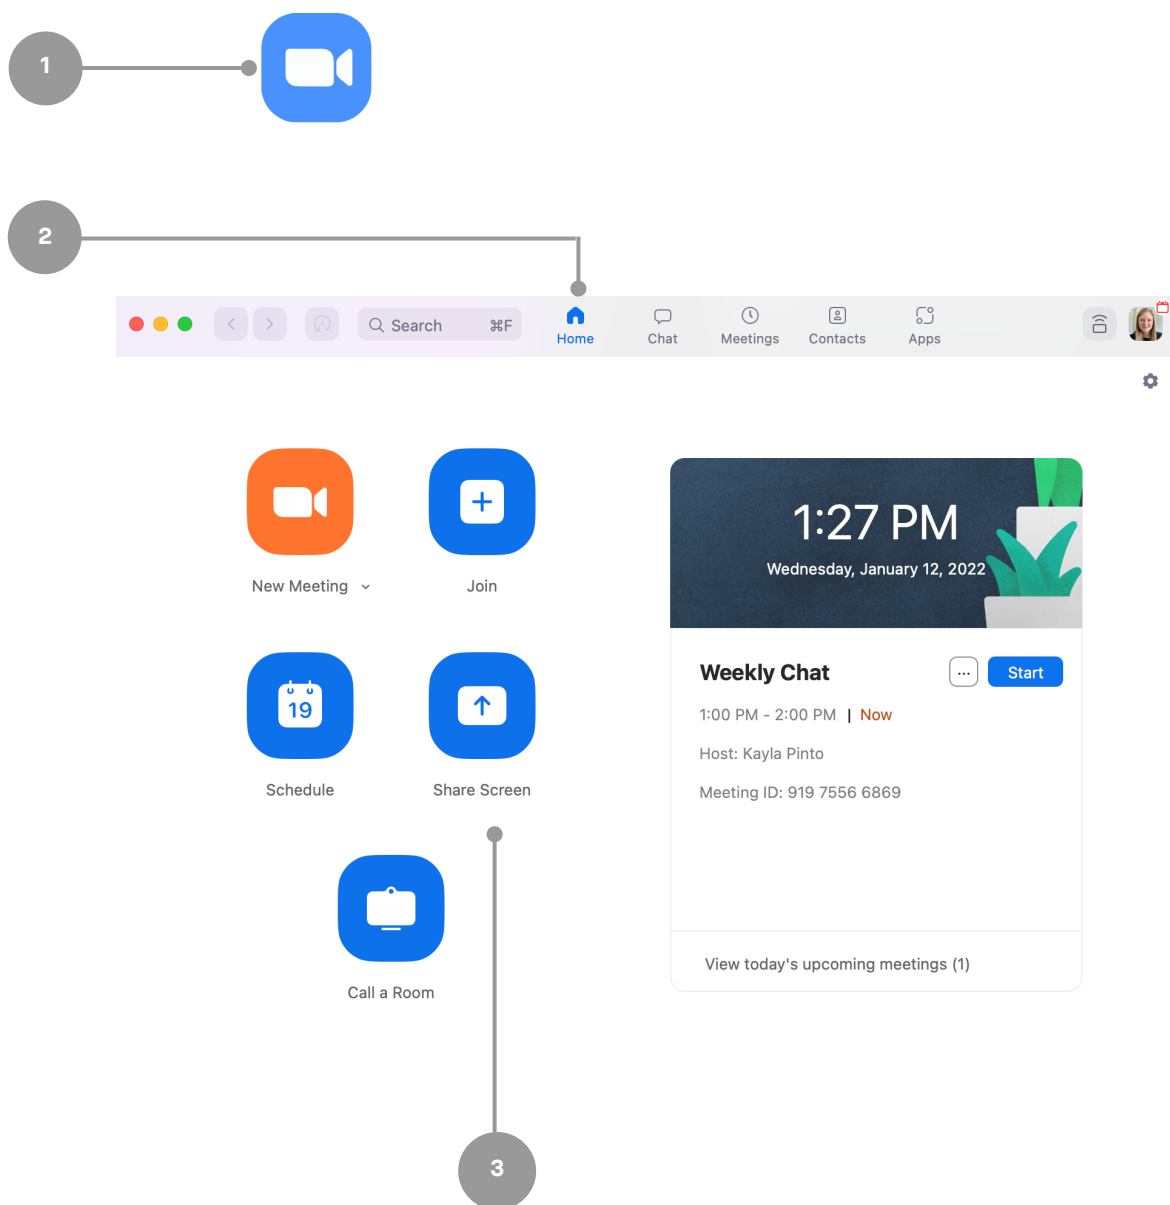 1
2
Search ⌘F
Home
Chat
Meetings
Contacts
Apps
1:27 PM
Wednesday, January 12, 2022
New Meeting
Join
Weekly Chat
...
Start
1:00 PM - 2:00 PM | Now
Host: Kayla Pinto
Meeting ID: 919 7556 6869
19
Schedule
Share Screen
Call a Room
View today's upcoming meetings (1)
3